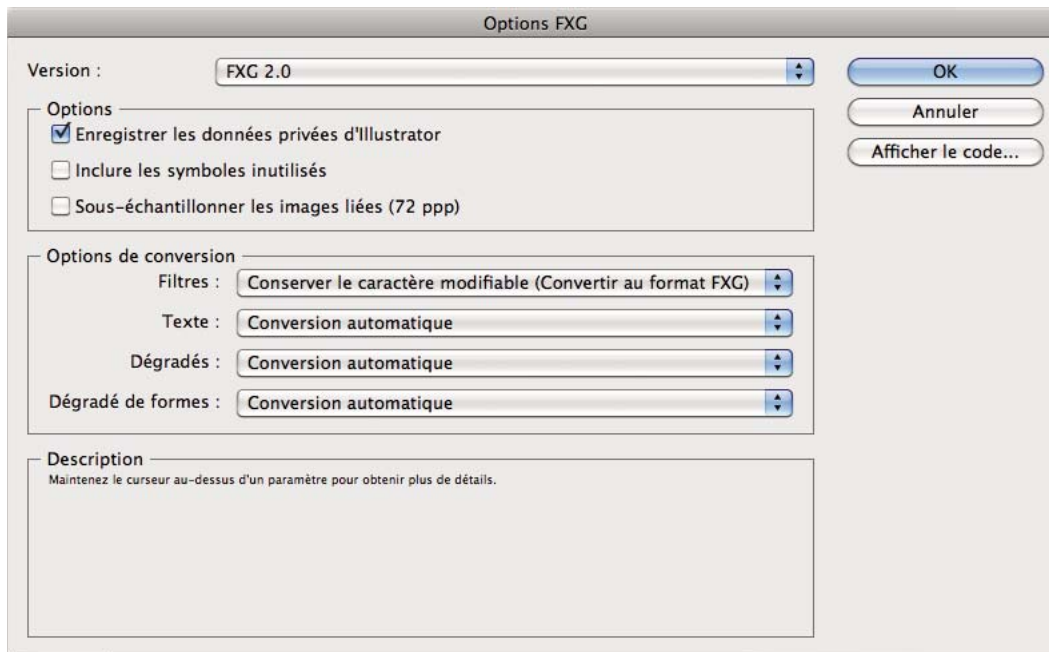 Options FXG
Version :
FXG 2.0
OK
Annuler
Afficher le code...
Options
Enregistrer les données privées d'Illustrator
Inclure les symboles inutilisés
Sous-échantillonner les images liées (72 ppp)
Options de conversion
Filtres : Conserver le caractère modifiable (Convertir au format FXG)
Texte : Conversion automatique
Dégradés : Conversion automatique
Dégradé de formes : Conversion automatique
Description
Maintenez le curseur au-dessus d'un paramètre pour obtenir plus de détails.